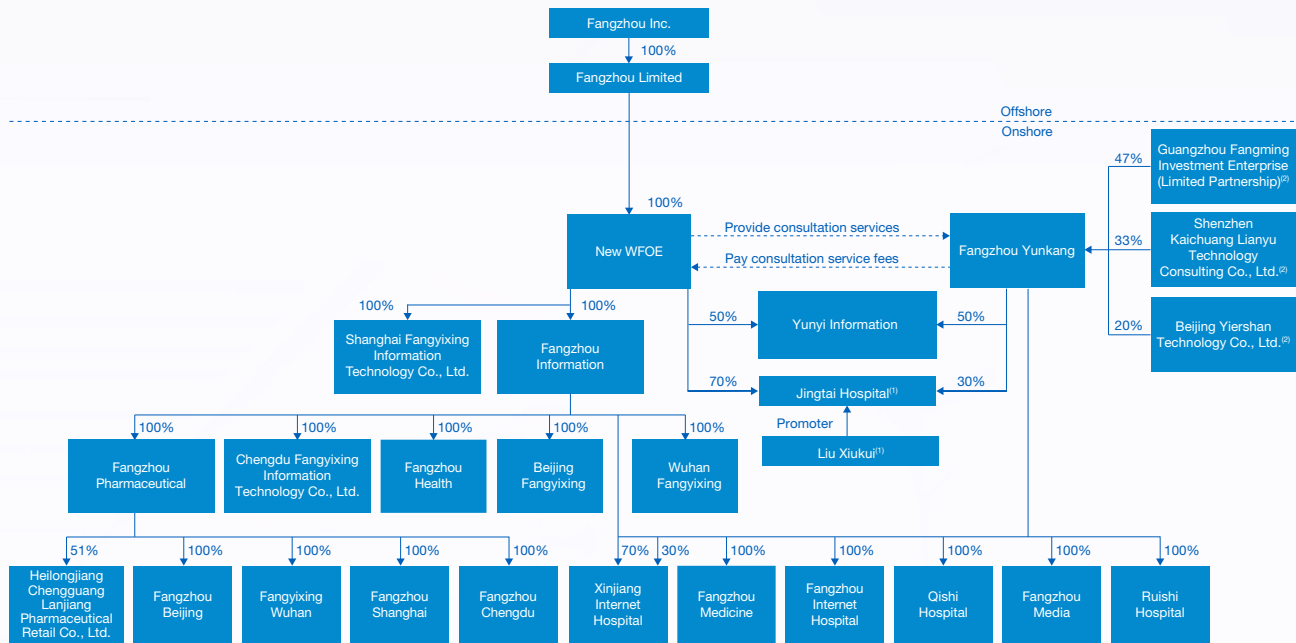 Fangzhou Inc.
100%
Fangzhou Limited
Offshore
Onshore
100%
New WFOE
Provide consultation services
Pay consultation service fees
Fangzhou Yunkang
47%
Guangzhou Fangming
Investment Enterprise
(Limited Partnership)(2)
33%
Shenzhen
Kaichuang Lianyu
Technology
Consulting Co., Ltd.(2)
20%
Beijing Yiershan
Technology Co., Ltd.(2)
100%
100%
Shanghai Fangyixing
Information
Technology Co., Ltd.
Fangzhou
Information
50%
Yunyi Information
50%
70%
Jingtai Hospital(1)
30%
Promoter
Liu Xiukui(1)
100%
100%
100%
100%
100%
Fangzhou
Pharmaceutical
Chengdu Fangyixing
Information
Technology Co., Ltd.
Fangzhou
Health
Beijing
Fangyixing
Wuhan
Fangyixing
51%
100%
100%
100%
100%
70%
30%
100%
100%
100%
100%
100%
Heilongjiang
Chengguang
Lanjiang
Pharmaceutical
Retail Co., Ltd.
Fangzhou
Beijing
Fangyixing
Wuhan
Fangzhou
Shanghai
Fangzhou
Chengdu
Xinjiang
Internet
Hospital
Fangzhou
Medicine
Fangzhou
Internet
Hospital
Qishi
Hospital
Fangzhou
Media
Ruishi
Hospital